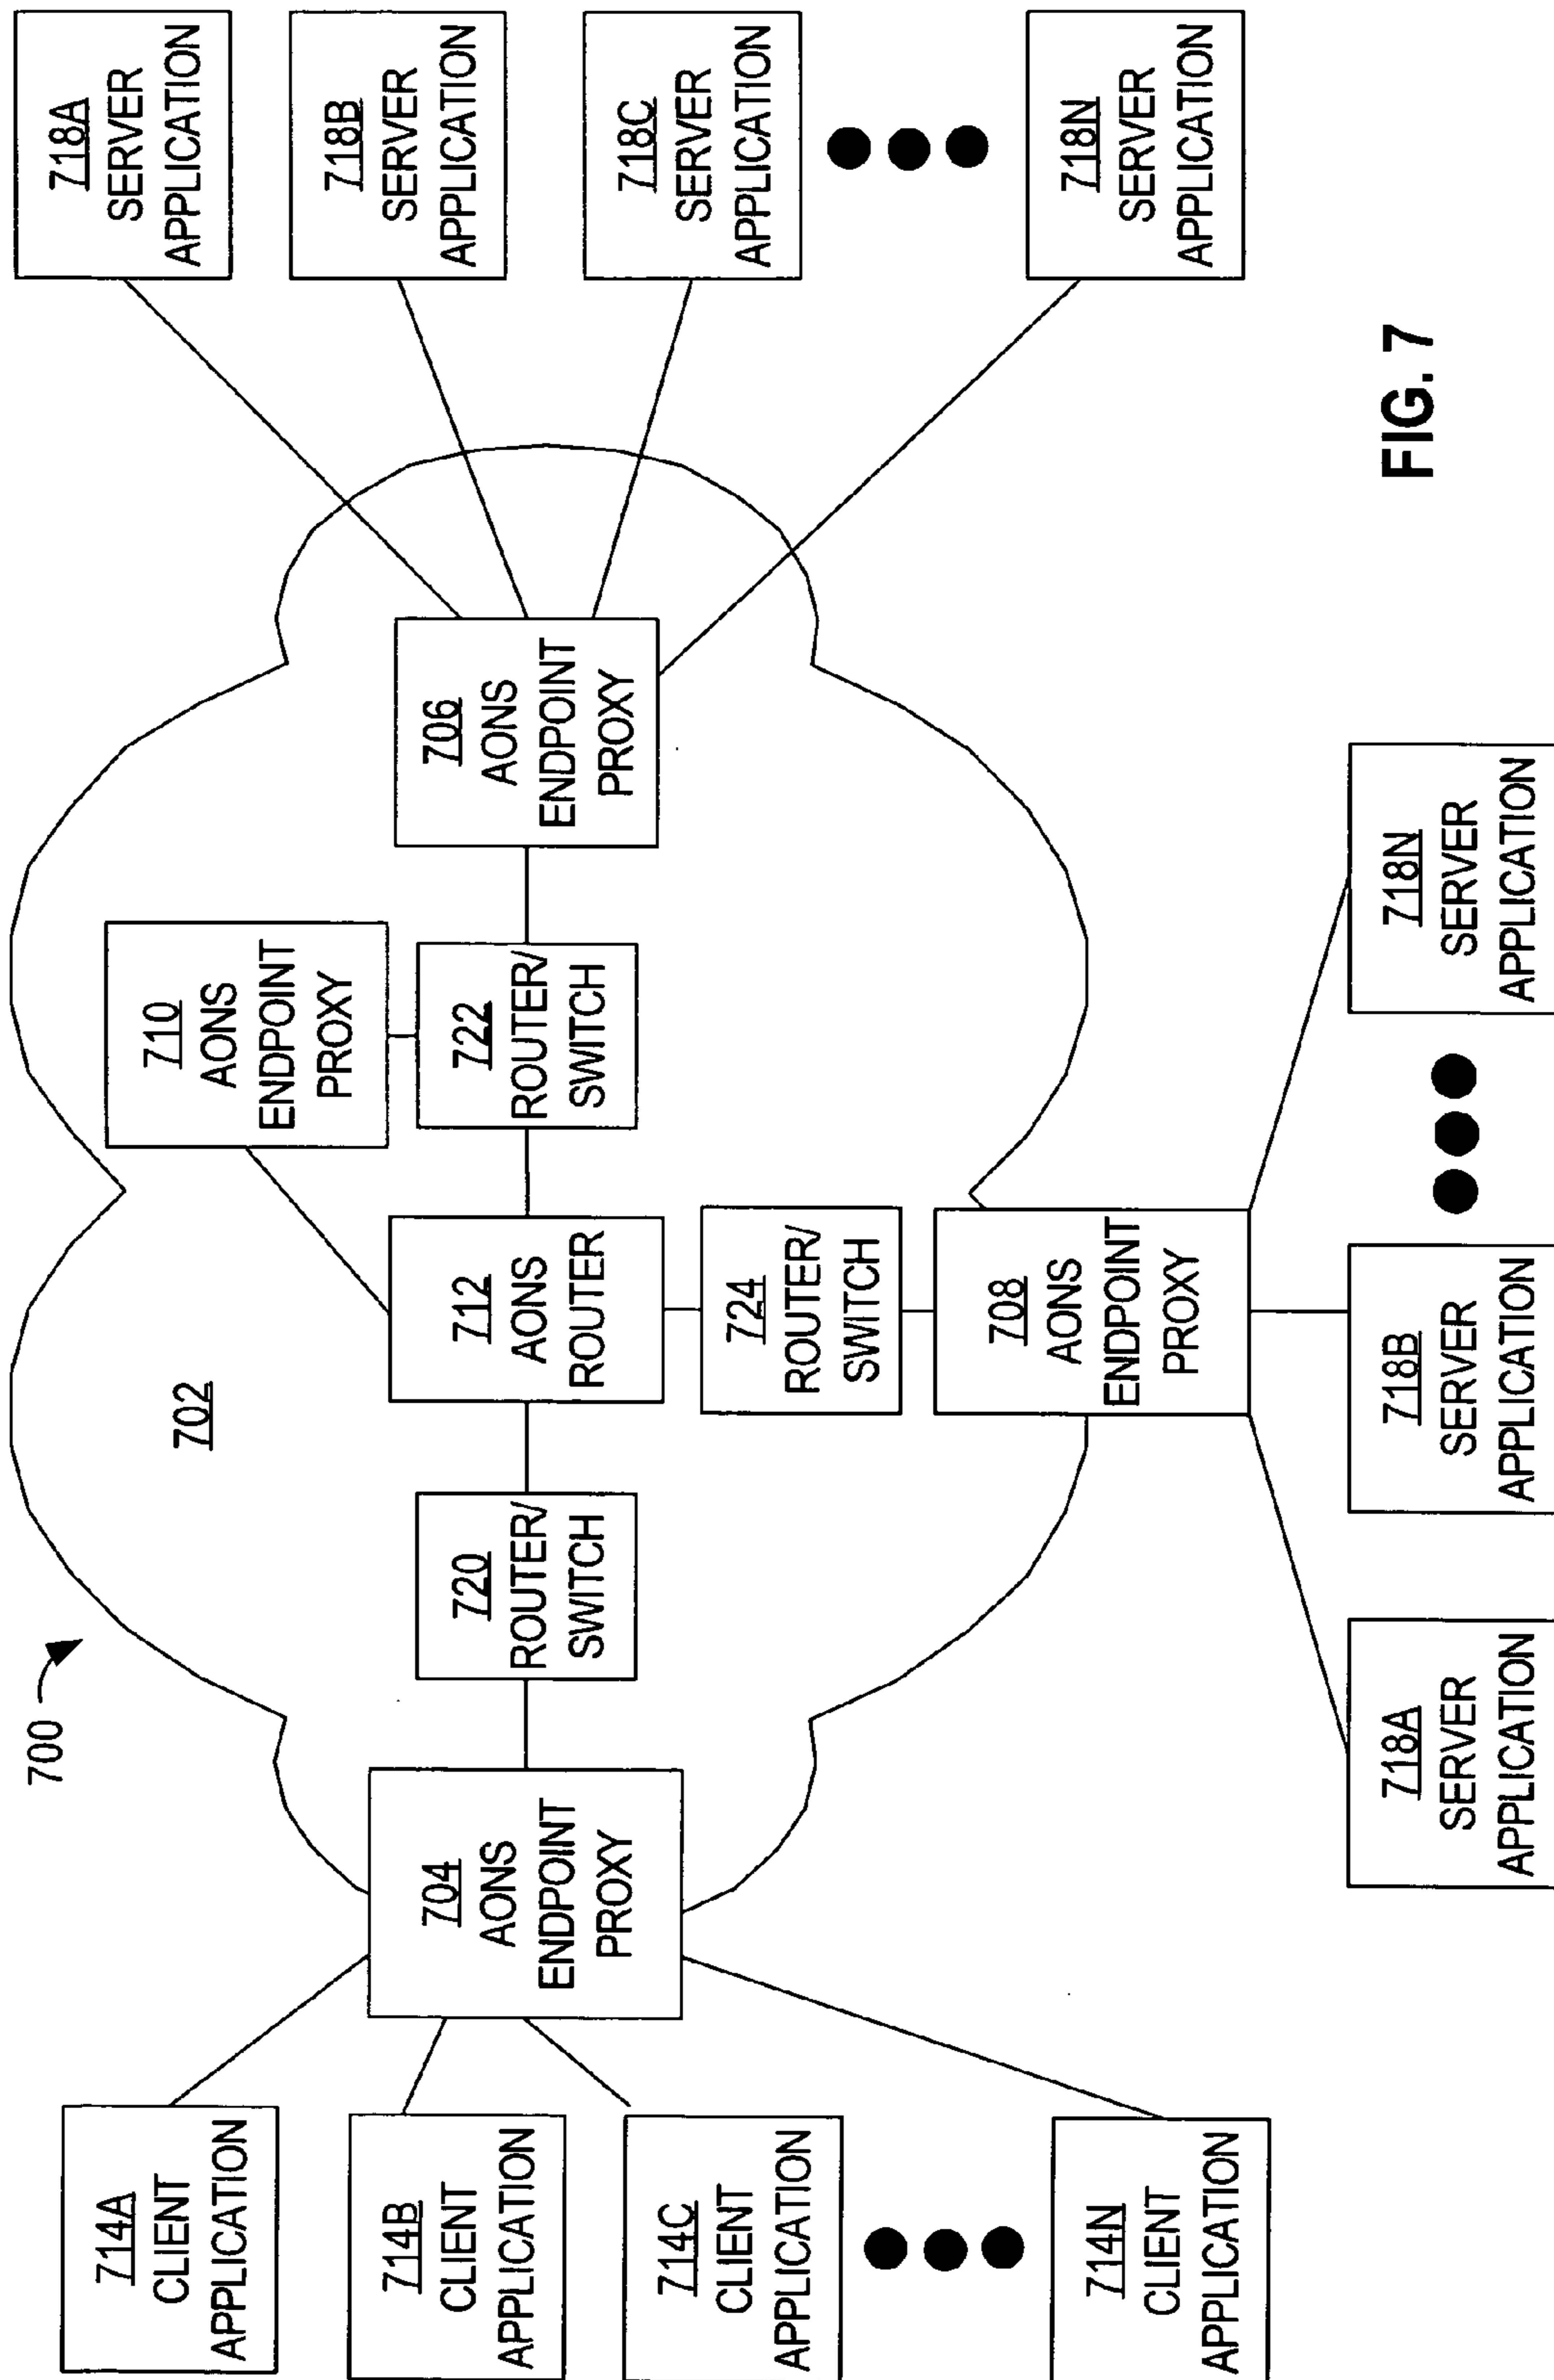 700
702
714A
CLIENT
APPLICATION
714B
CLIENT
APPLICATION
714C
CLIENT
APPLICATION
714N
CLIENT
APPLICATION
704
AONS
ENDPOINT
PROXY
720
ROUTER/
SWITCH
712
AONS
ROUTER
710
AONS
ENDPOINT
PROXY
722
ROUTER/
SWITCH
706
AONS
ENDPOINT
PROXY
724
ROUTER/
SWITCH
708
AONS
ENDPOINT
PROXY
718A
SERVER
APPLICATION
718B
SERVER
APPLICATION
718C
SERVER
APPLICATION
718N
SERVER
APPLICATION
718A
SERVER
APPLICATION
718B
SERVER
APPLICATION
718N
SERVER
APPLICATION
FIG. 7